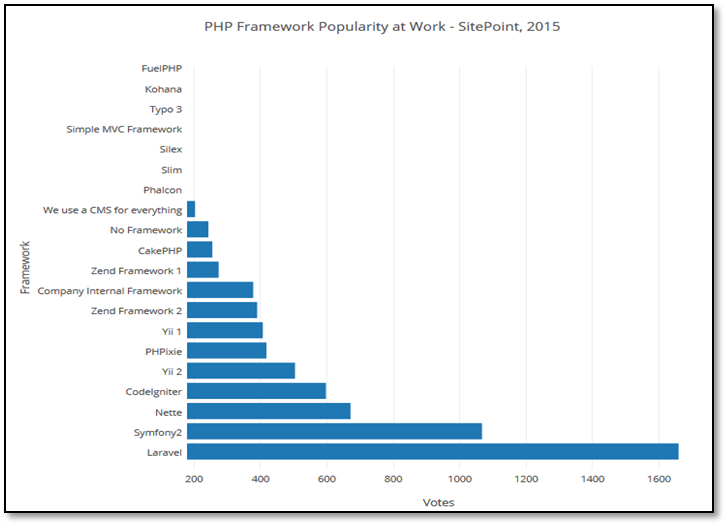 PHP Framework Popularity at Work - SitePoint, 2015
FuelPHP
Kohana
Typo 3
Simple MVC Framework
Silex
Slim
Phalcon
We use a CMS for everything
No Framework
CakePHP
Zend Framework 1
Company Internal Framework
Zend Framework 2
Yii 1
PHPixie
Yii 2
CodeIgniter
Nette
Symfony2
Laravel
Framework
200 400 600 800 1000 1200 1400 1600
Votes